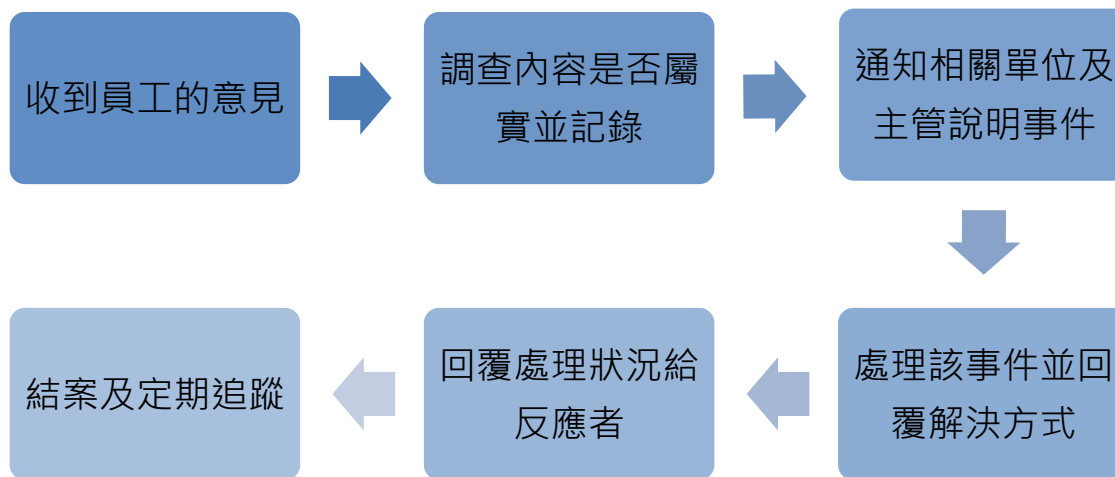 收到員工的意見
調查內容是否屬
實並記錄
通知相關單位及
主管說明事件
處理該事件並回
覆解決方式
回覆處理狀況給
反應者
結案及定期追蹤